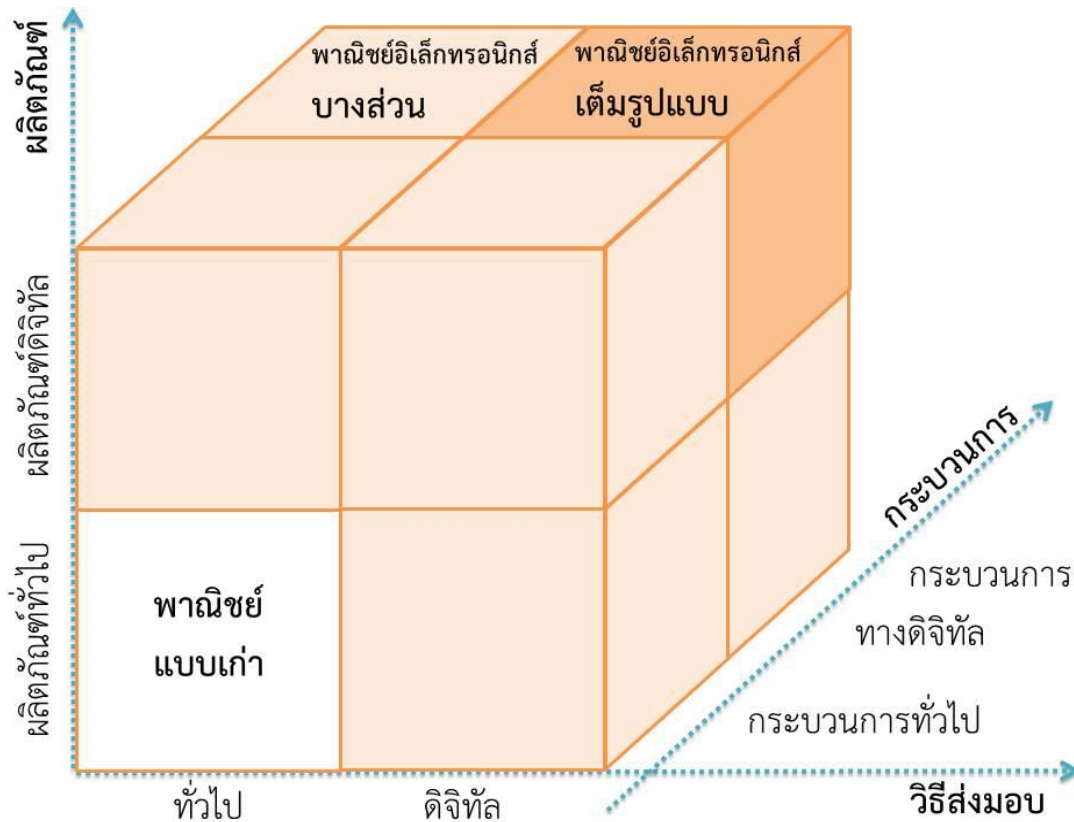 ผลิตภัณฑ์
พาณิชย์อิเล็กทรอนิกส์
บางส่วน
พาณิชย์อิเล็กทรอนิกส์
เต็มรูปแบบ
ผลิตภัณฑ์ดิจิทัล
กระบวนการ
กระบวนการ
ทางดิจิทัล
ผลิตภัณฑ์ทั่วไป
พาณิชย์
แบบเก่า
กระบวนการทั่วไป
ทั่วไป
ดิจิทัล
วิธีส่งมอบ